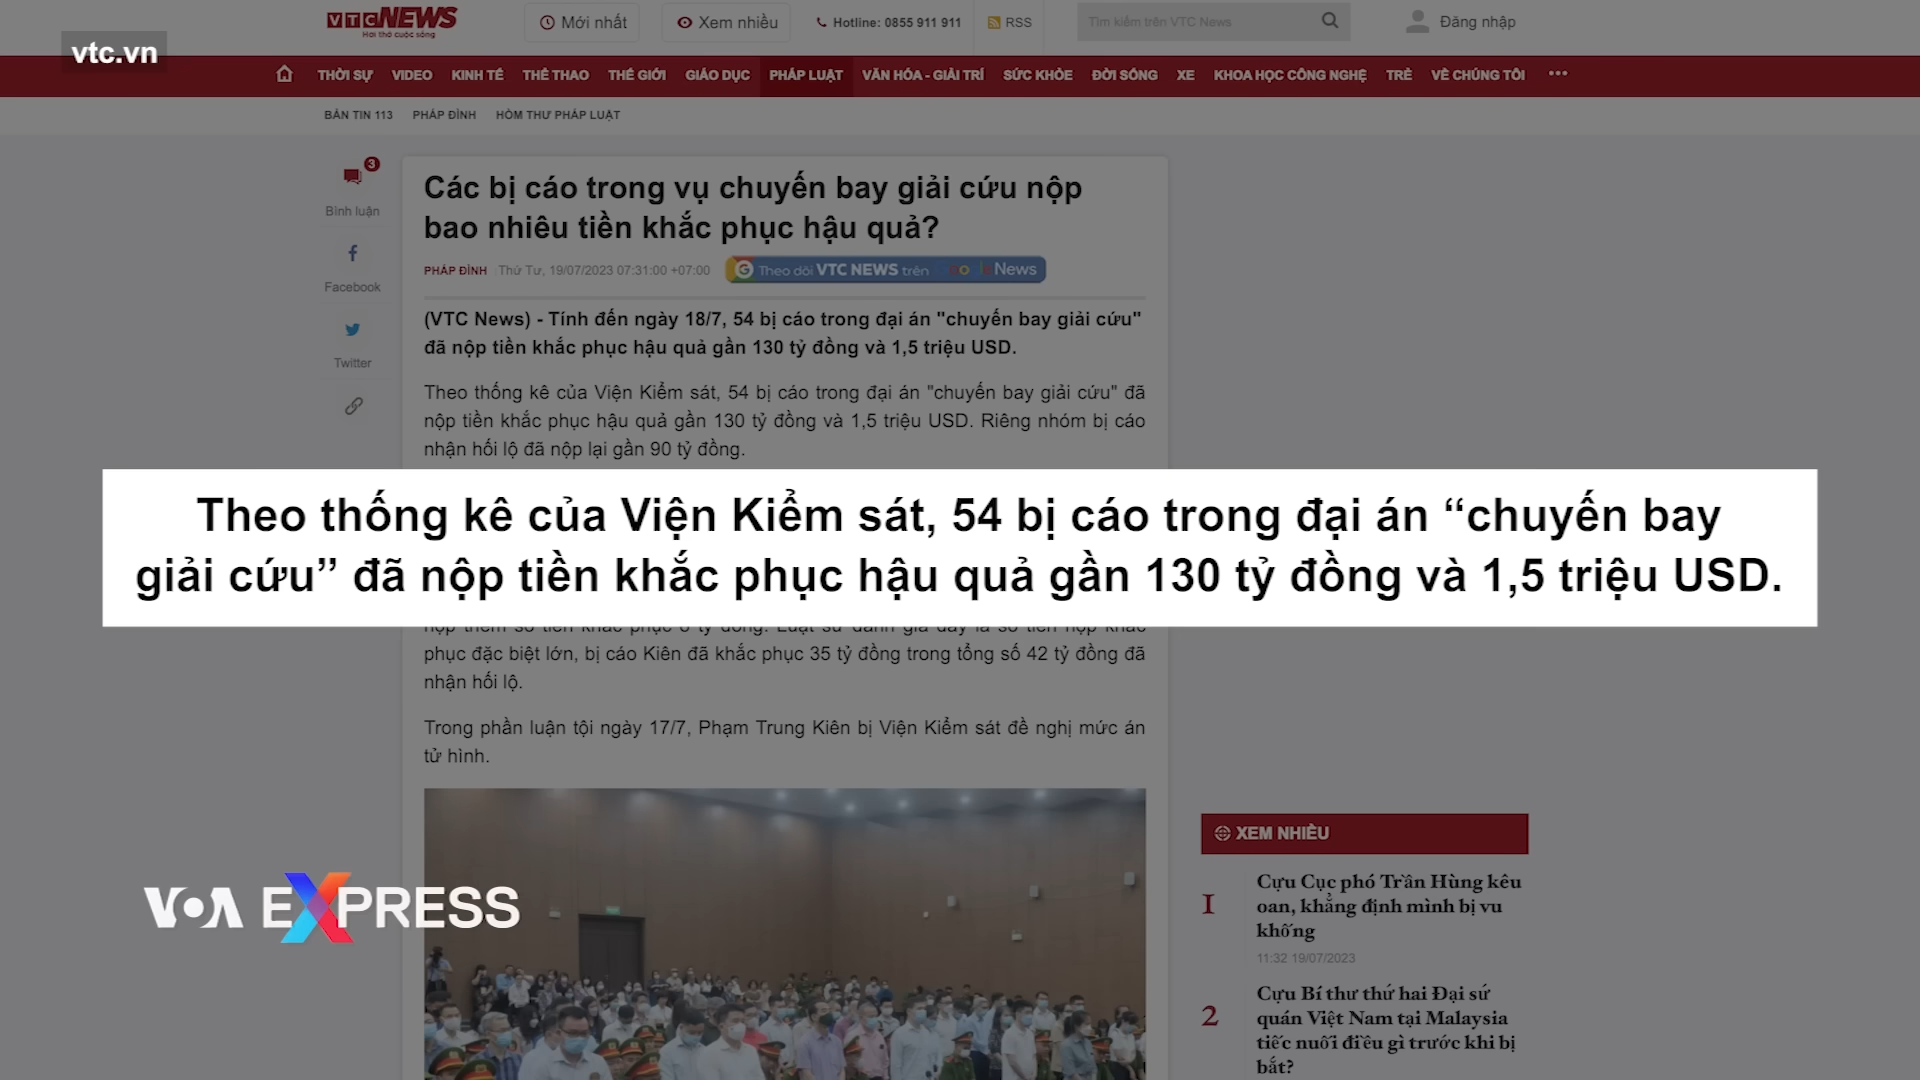 VTC NEWS
Hơi thở cuộc sống
Mới nhất
Xem nhiều
Hotline: 0855 911 911
RSS
Tìm kiếm trên VTC News
Đăng nhập
vtc.vn
THỜI SỰ VIDEO KINH TẾ THỂ THAO THẾ GIỚI GIÁO DỤC PHÁP LUẬT VĂN HÓA - GIẢI TRÍ SỨC KHỎE ĐỜI SỐNG XE KHOA HỌC CÔNG NGHỆ TRẺ VỀ CHÚNG TÔI
BẢN TIN 113 PHÁP ĐÌNH HÒM THƯ PHÁP LUẬT
3
Bình luận
Facebook
Twitter
Các bị cáo trong vụ chuyến bay giải cứu nộp
bao nhiêu tiền khắc phục hậu quả?
PHÁP ĐÌNH Thứ Tư, 19/07/2023 07:31:00 +07:00
Theo dõi VTC NEWS trên News
(VTC News) - Tính đến ngày 18/7, 54 bị cáo trong đại án "chuyến bay giải cứu"
đã nộp tiền khắc phục hậu quả gần 130 tỷ đồng và 1,5 triệu USD.
Theo thống kê của Viện Kiểm sát, 54 bị cáo trong đại án "chuyến bay giải cứu" đã
nộp tiền khắc phục hậu quả gần 130 tỷ đồng và 1,5 triệu USD. Riêng nhóm bị cáo
nhận hối lộ đã nộp lại gần 90 tỷ đồng.
Theo thống kê của Viện Kiểm sát, 54 bị cáo trong đại án “chuyến bay
giải cứu” đã nộp tiền khắc phục hậu quả gần 130 tỷ đồng và 1,5 triệu USD.
phục đặc biệt lớn, bị cáo Kiên đã khắc phục 35 tỷ đồng trong tổng số 42 tỷ đồng đã
nhận hối lộ.
Trong phần luận tội ngày 17/7, Phạm Trung Kiên bị Viện Kiểm sát đề nghị mức án
tử hình.
VOA EXPRESS
XEM NHIỀU
1
Cựu Cục phó Trần Hùng kêu
oan, khẳng định mình bị vu
khống
11:32 19/07/2023
2
Cựu Bí thư thứ hai Đại sứ
quán Việt Nam tại Malaysia
tiếc nuối điều gì trước khi bị
bắt?